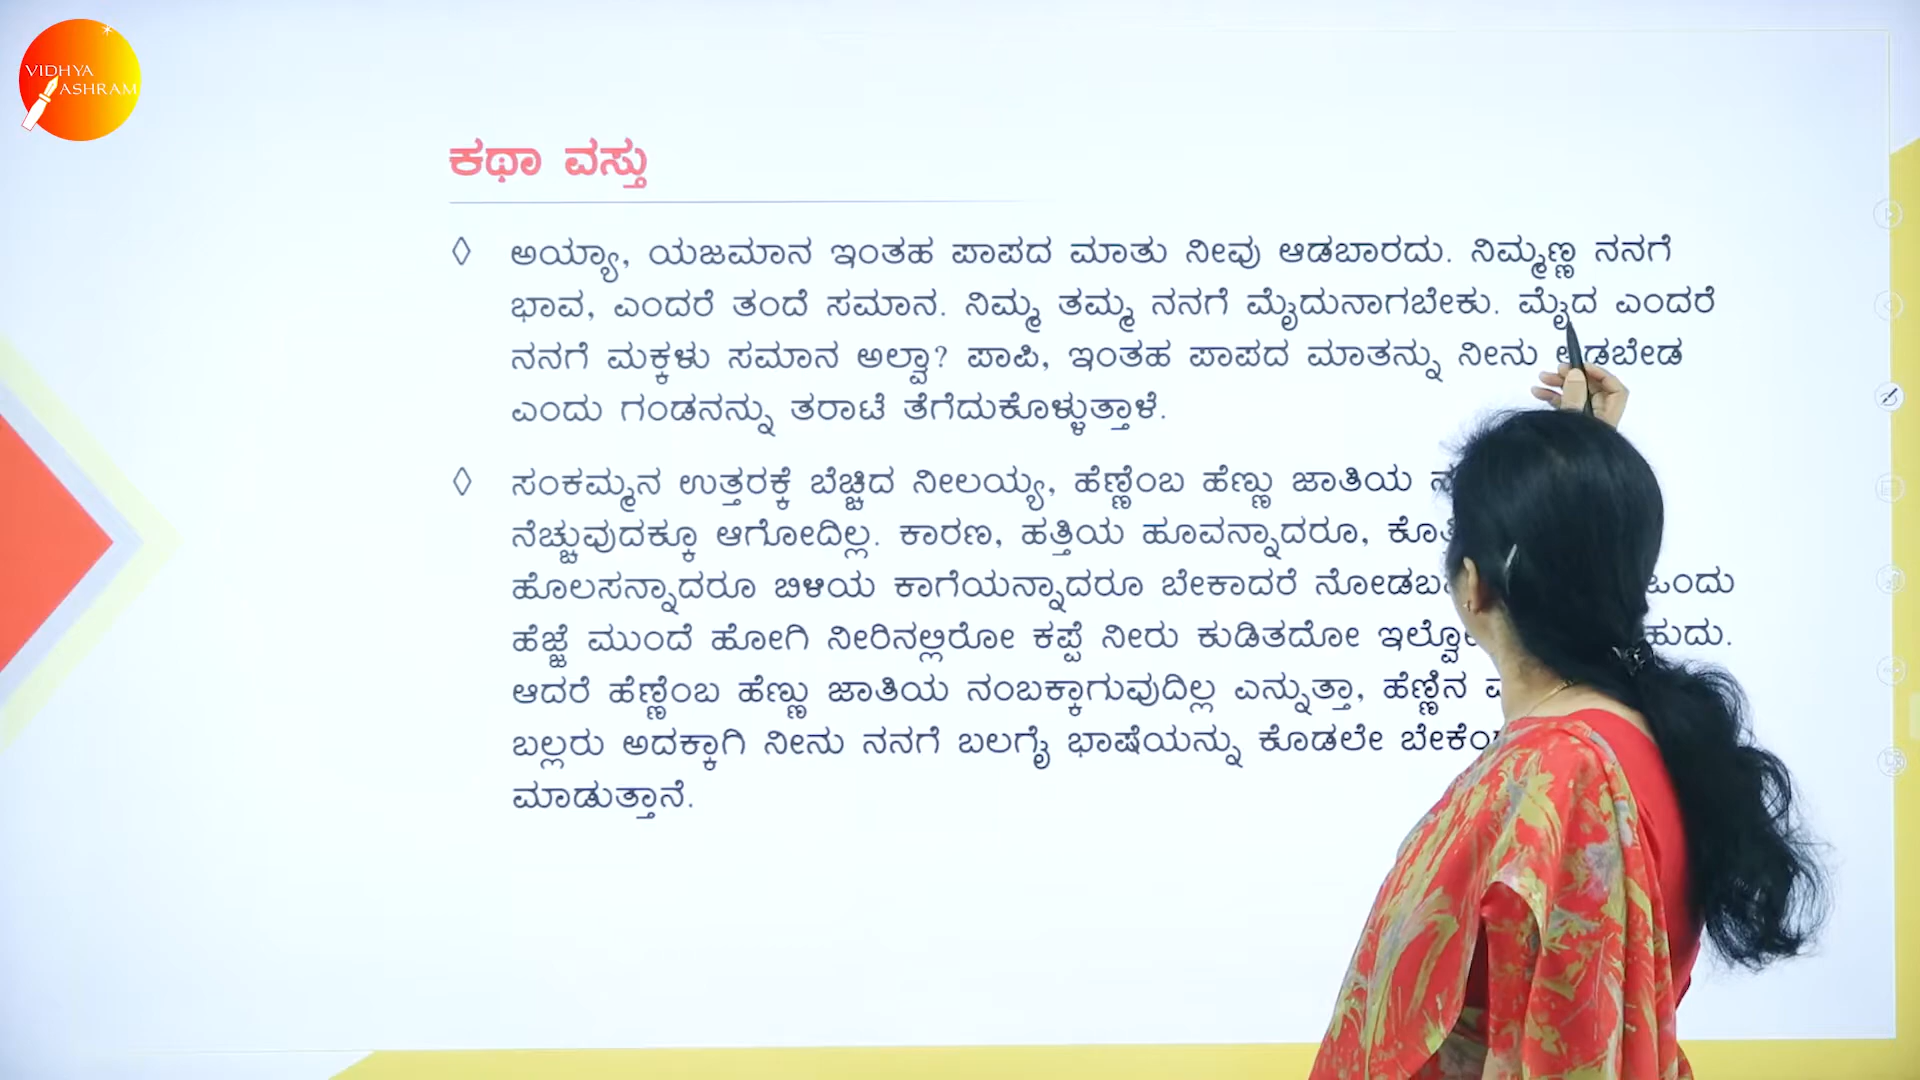 VIDHYA
ASHRAM
ಕಥಾ ವಸ್ತು
ಅಯ್ಯಾ, ಯಜಮಾನ ಇಂತಹ ಪಾಪದ ಮಾತು ನೀವು ಆಡಬಾರದು. ನಿಮ್ಮಣ್ಣ ನನಗೆ
ಭಾವ, ಎಂದರೆ ತಂದೆ ಸಮಾನ. ನಿಮ್ಮ ತಮ್ಮ ನನಗೆ ಮೈದುನಾಗಬೇಕು. ಮೈದ ಎಂದರೆ
ನನಗೆ ಮಕ್ಕಳು ಸಮಾನ ಅಲ್ವಾ? ಪಾಪಿ, ಇಂತಹ ಪಾಪದ ಮಾತನ್ನು ನೀನು ಆಡಬೇಡ
ಎಂದು ಗಂಡನನ್ನು ತರಾಟೆ ತೆಗೆದುಕೊಳ್ಳುತ್ತಾಳೆ.
ಸಂಕಮ್ಮನ ಉತ್ತರಕ್ಕೆ ಬೆಚ್ಚಿದ ನೀಲಯ್ಯ, ಹೆಣ್ಣೆಂಬ ಹೆಣ್ಣು ಜಾತಿಯ
ನೆಚ್ಚುವುದಕ್ಕೂ ಆಗೋದಿಲ್ಲ. ಕಾರಣ, ಹತ್ತಿಯ ಹೂವನ್ನಾದರೂ,
ಹೊಲಸನ್ನಾದರೂ ಬಿಳಿಯ ಕಾಗೆಯನ್ನಾದರೂ ಬೇಕಾದರೆ ಒಂದು
ಹೆಜ್ಜೆ ಮುಂದೆ ಹೋಗಿ ನೀರಿನಲ್ಲಿರೋ ಕಪ್ಪೆ ನೀರು ಕುಡಿತದೋ
ಆದರೆ ಹೆಣ್ಣೆಂಬ ಹೆಣ್ಣು ಜಾತಿಯ ನಂಬಕ್ಕಾಗುವುದಿಲ್ಲ ಎನ್ನುತ್ತಾ, ಹೆಣ್ಣಿನ
ಬಲ್ಲರು ಅದಕ್ಕಾಗಿ ನೀನು ನನಗೆ ಬಲಗೈ ಭಾಷೆಯನ್ನು ಕೊಡಲೇ
ಮಾಡುತ್ತಾನೆ.